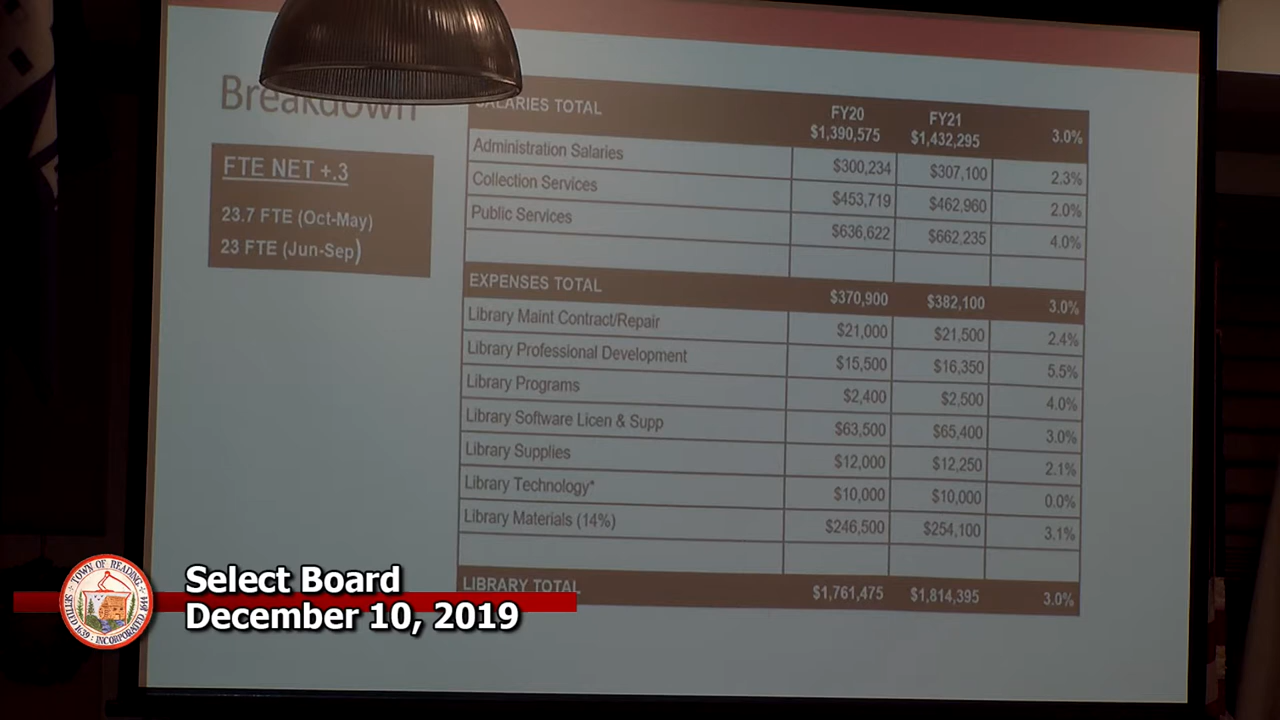 Breakdown
FTE NET +.3
23.7 FTE (Oct-May)
23 FTE (Jun-Sep)
SALARIES TOTAL FY20 $1,390,575 FY21 $1,432,295 3.0%
Administration Salaries $300,234 $307,100 2.3%
Collection Services $453,719 $462,960 2.0%
Public Services $636,622 $662,235 4.0%
EXPENSES TOTAL $370,900 $382,100 3.0%
Library Maint Contract/Repair $21,000 $21,500 2.4%
Library Professional Development $15,500 $16,350 5.5%
Library Programs $2,400 $2,500 4.0%
Library Software Licen & Supp $63,500 $65,400 3.0%
Library Supplies $12,000 $12,250 2.1%
Library Technology* $10,000 $10,000 0.0%
Library Materials (14%) $246,500 $254,100 3.1%
LIBRARY TOTAL $1,761,475 $1,814,395 3.0%
TOWN OF READING
SETTLED 1639 : INCORPORATED 1644
Select Board
December 10, 2019